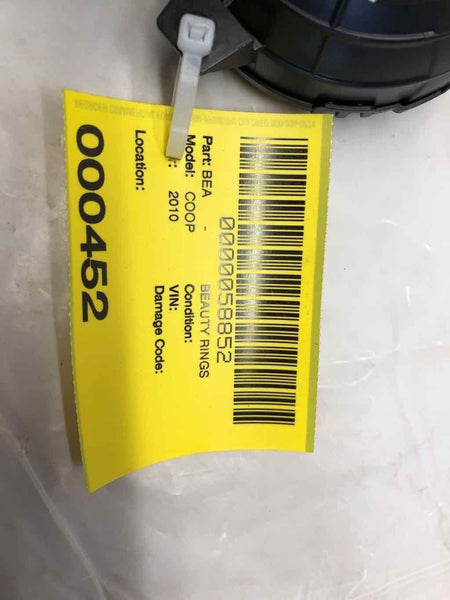 0000058852
Part: BEA - BEAUTY RINGS
Model: COOP Condition:
2010 VIN:
Damage Code:
Location:
000452